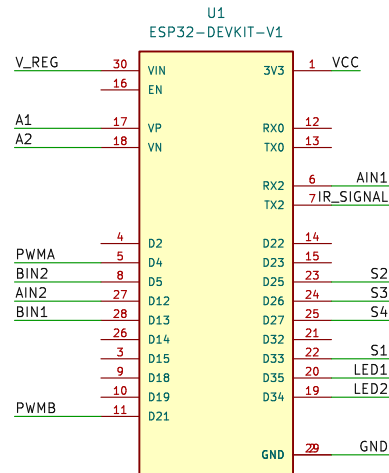 U1
ESP32-DEVKIT-V1
V_REG 30 VIN 3V3 1 VCC
16 EN
A1 17 VP RX0 12
A2 18 VN TX0 13
RX2 6 AIN1
TX2 7 IR_SIGNAL
4 D2 D22 14
PWMA 5 D4 D23 15
BIN2 8 D5 D25 23 S2
AIN2 27 D12 D26 24 S3
BIN1 28 D13 D27 25 S4
26 D14 D32 21
3 D15 D33 22 S1
9 D18 D35 20 LED1
10 D19 D34 19 LED2
PWMB 11 D21
GND GND